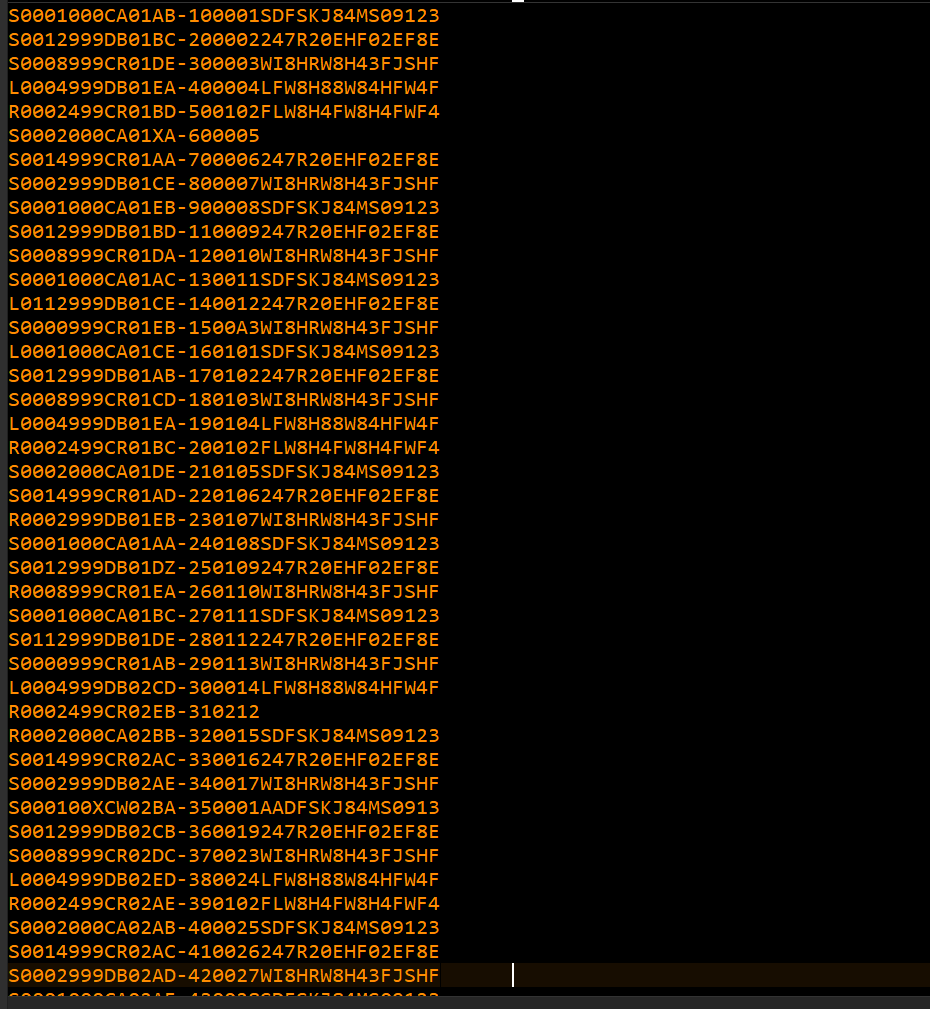 S0001000CA01AB-100001SDFSKJ84MS09123
S0012999DB01BC-200002247R20EHF02EF8E
S0008999CR01DE-300003WI8HRW8H43FJSHF
L0004999DB01EA-400004LFW8H88W84HFW4F
R0002499CR01BD-500102FLW8H4FW8H4FWF4
S0002000CA01XA-600005
S0014999CR01AA-700006247R20EHF02EF8E
S0002999DB01CE-800007WI8HRW8H43FJSHF
S0001000CA01EB-900008SDFSKJ84MS09123
S0012999DB01BD-110009247R20EHF02EF8E
S0008999CR01DA-120010WI8HRW8H43FJSHF
S0001000CA01AC-130011SDFSKJ84MS09123
L0112999DB01CE-140012247R20EHF02EF8E
S0000999CR01EB-1500A3WI8HRW8H43FJSHF
L0001000CA01CE-160101SDFSKJ84MS09123
S0012999DB01AB-170102247R20EHF02EF8E
S0008999CR01CD-180103WI8HRW8H43FJSHF
L0004999DB01EA-190104LFW8H88W84HFW4F
R0002499CR01BC-200102FLW8H4FW8H4FWF4
S0002000CA01DE-210105SDFSKJ84MS09123
S0014999CR01AD-220106247R20EHF02EF8E
R0002999DB01EB-230107WI8HRW8H43FJSHF
S0001000CA01AA-240108SDFSKJ84MS09123
S0012999DB01DZ-250109247R20EHF02EF8E
R0008999CR01EA-260110WI8HRW8H43FJSHF
S0001000CA01BC-270111SDFSKJ84MS09123
S0112999DB01DE-280112247R20EHF02EF8E
S0000999CR01AB-290113WI8HRW8H43FJSHF
L0004999DB02CD-300014LFW8H88W84HFW4F
R0002499CR02EB-310212
R0002000CA02BB-320015SDFSKJ84MS09123
S0014999CR02AC-330016247R20EHF02EF8E
S0002999DB02AE-340017WI8HRW8H43FJSHF
S000100XCW02BA-350001AADFSKJ84MS0913
S0012999DB02CB-360019247R20EHF02EF8E
S0008999CR02DC-370023WI8HRW8H43FJSHF
L0004999DB02ED-380024LFW8H88W84HFW4F
R0002499CR02AE-390102FLW8H4FW8H4FWF4
S0002000CA02AB-400025SDFSKJ84MS09123
S0014999CR02AC-410026247R20EHF02EF8E
S0002999DB02AD-420027WI8HRW8H43FJSHF